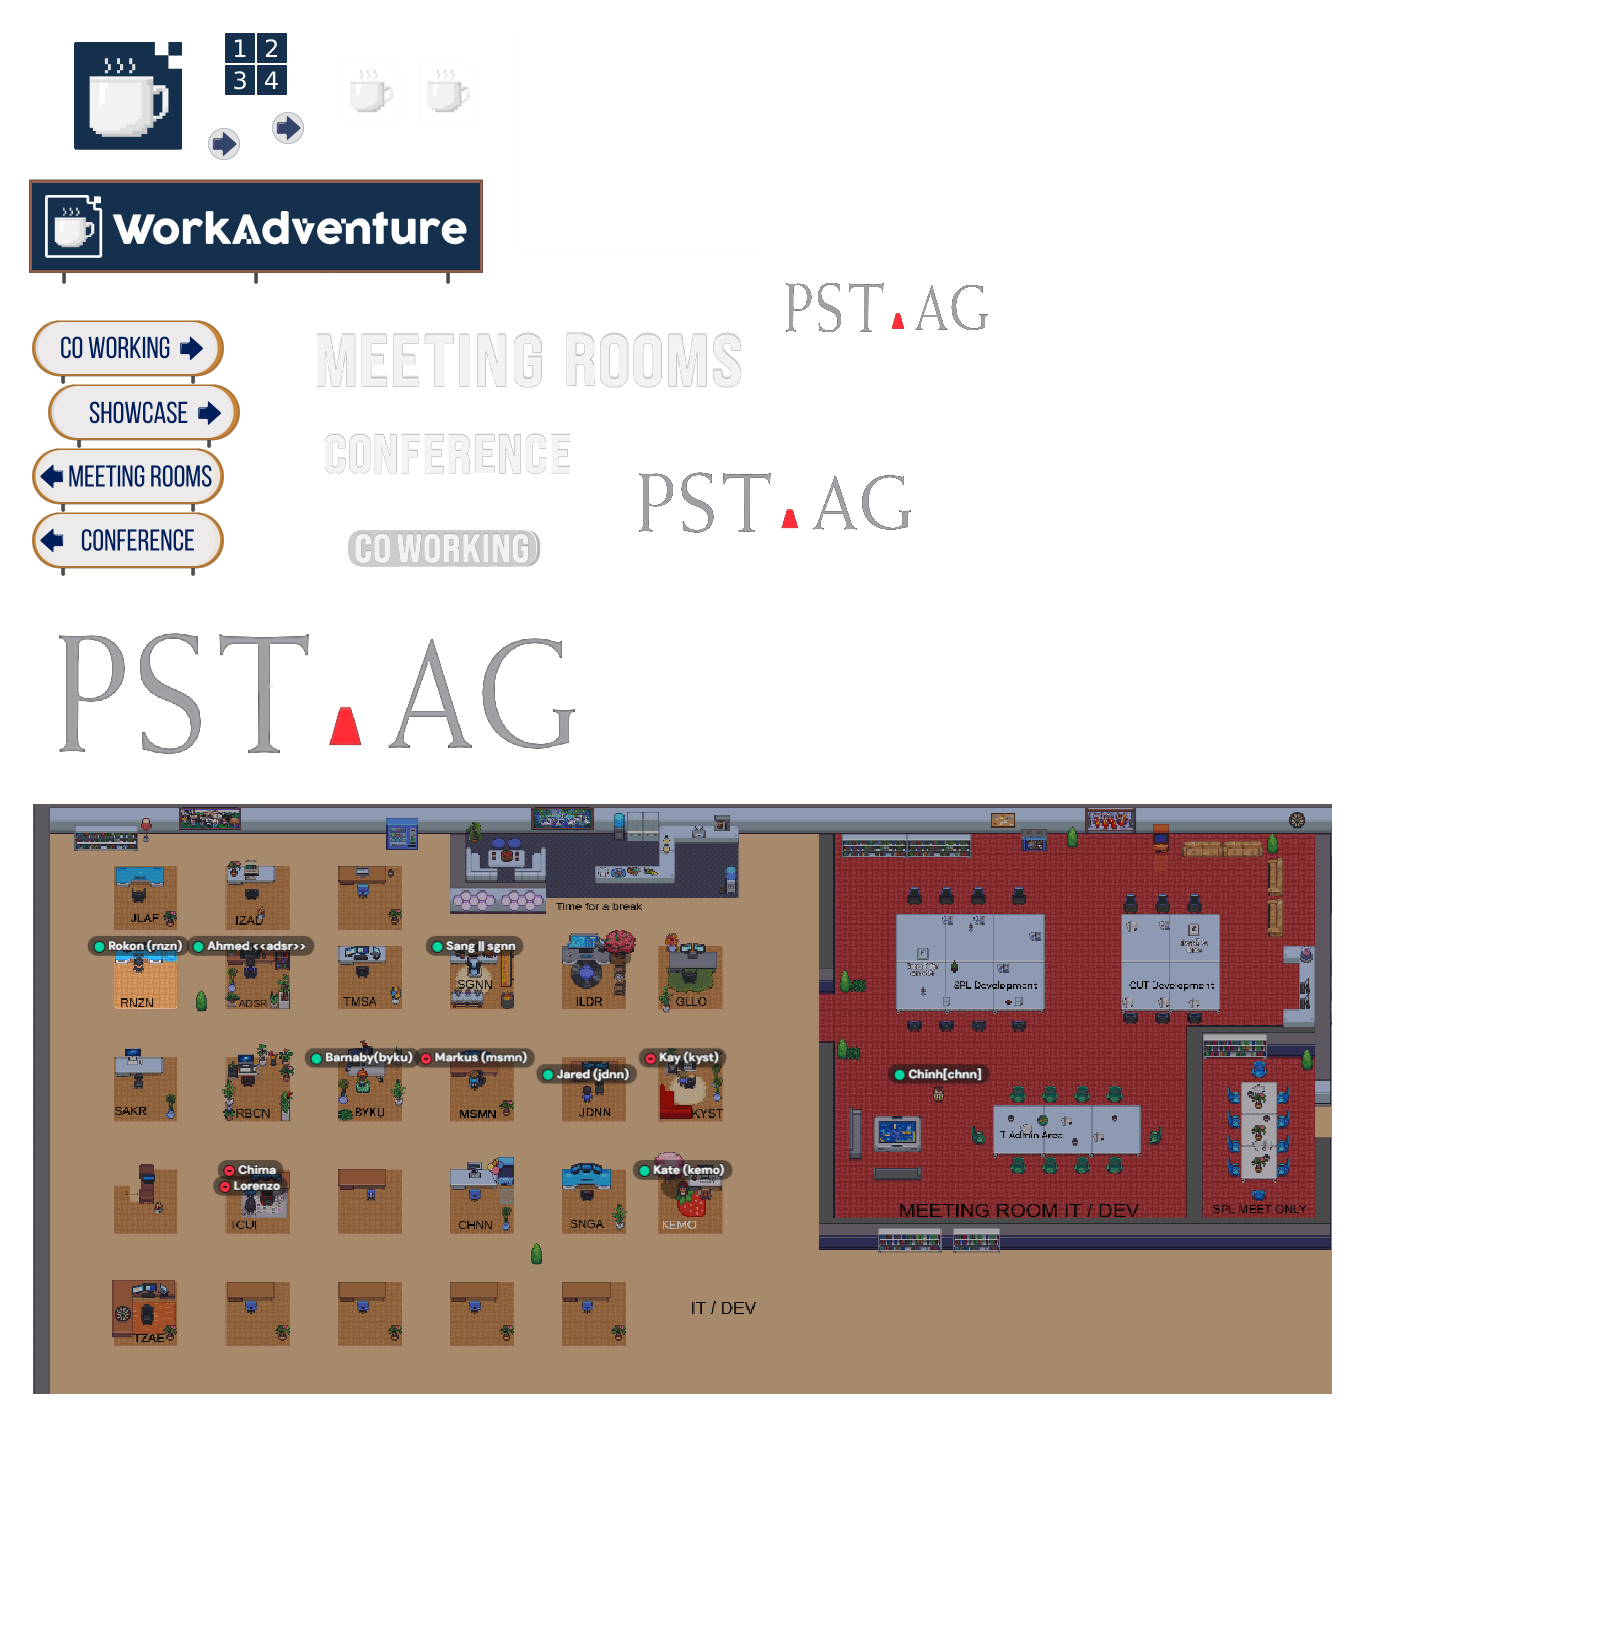 1 2
3 4
WorkAdventure
PST AG
CO WORKING
MEETING ROOMS
SHOWCASE
CONFERENCE
MEETING ROOMS
PST AG
CONFERENCE
CO WORKING
PST AG
JLAF
IZAD
Time for a break
Rokon (rnzn)
Ahmed <<adsr>>
Sang || sgnn
RNZN
ADSR
TMSA
SGNN
ILDR
GLLO
SPL Development
CUT Development
Barnaby(byku)
Markus (msmn)
Jared (jdnn)
Kay (kyst)
Chinh[chnn]
SAKR
RBCN
BYKU
MSMN
JDNN
KYST
IT Admin Area
Chima
Lorenzo
Kate (kemo)
ICUI
CHNN
SNGA
KEMO
MEETING ROOM IT / DEV
SPL MEET ONLY
TZAE
IT / DEV